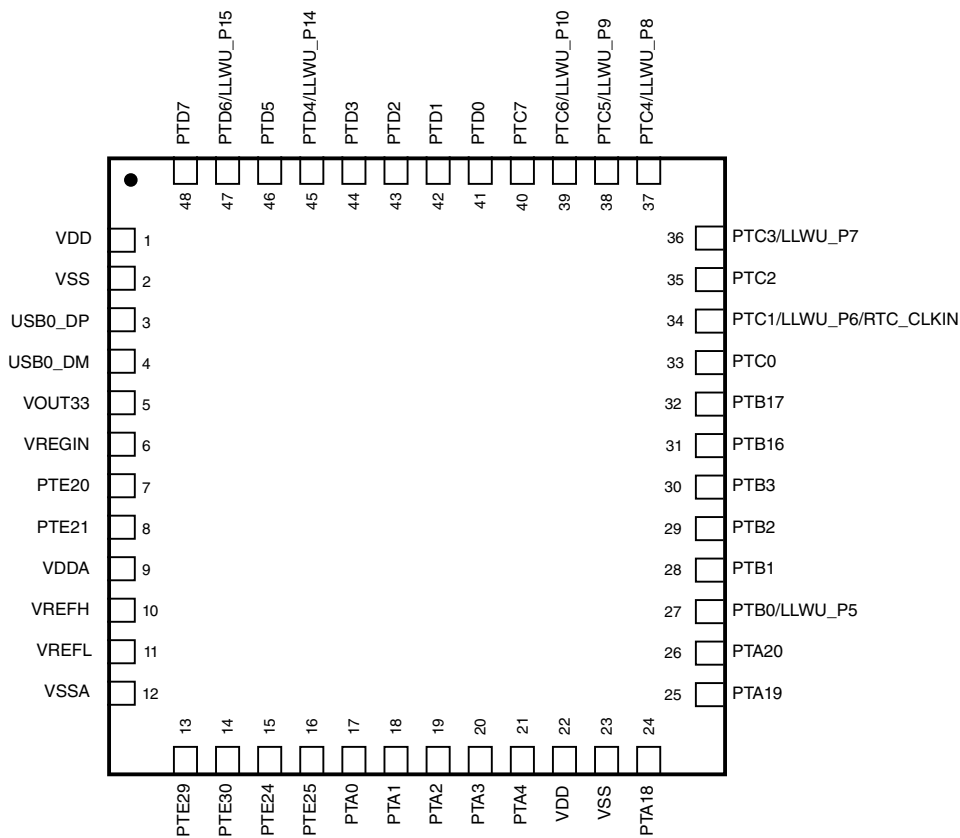 PTD7
PTD6/LLWU_P15
PTD5
PTD4/LLWU_P14
PTD3
PTD2
PTD1
PTD0
PTC7
PTC6/LLWU_P10
PTC5/LLWU_P9
PTC4/LLWU_P8
48
47
46
45
44
43
42
41
40
39
38
37
VDD 1
VSS 2
USB0_DP 3
USB0_DM 4
VOUT33 5
VREGIN 6
PTE20 7
PTE21 8
VDDA 9
VREFH 10
VREFL 11
VSSA 12
36 PTC3/LLWU_P7
35 PTC2
34 PTC1/LLWU_P6/RTC_CLKIN
33 PTC0
32 PTB17
31 PTB16
30 PTB3
29 PTB2
28 PTB1
27 PTB0/LLWU_P5
26 PTA20
25 PTA19
13
14
15
16
17
18
19
20
21
22
23
24
PTE29
PTE30
PTE24
PTE25
PTA0
PTA1
PTA2
PTA3
PTA4
VDD
VSS
PTA18